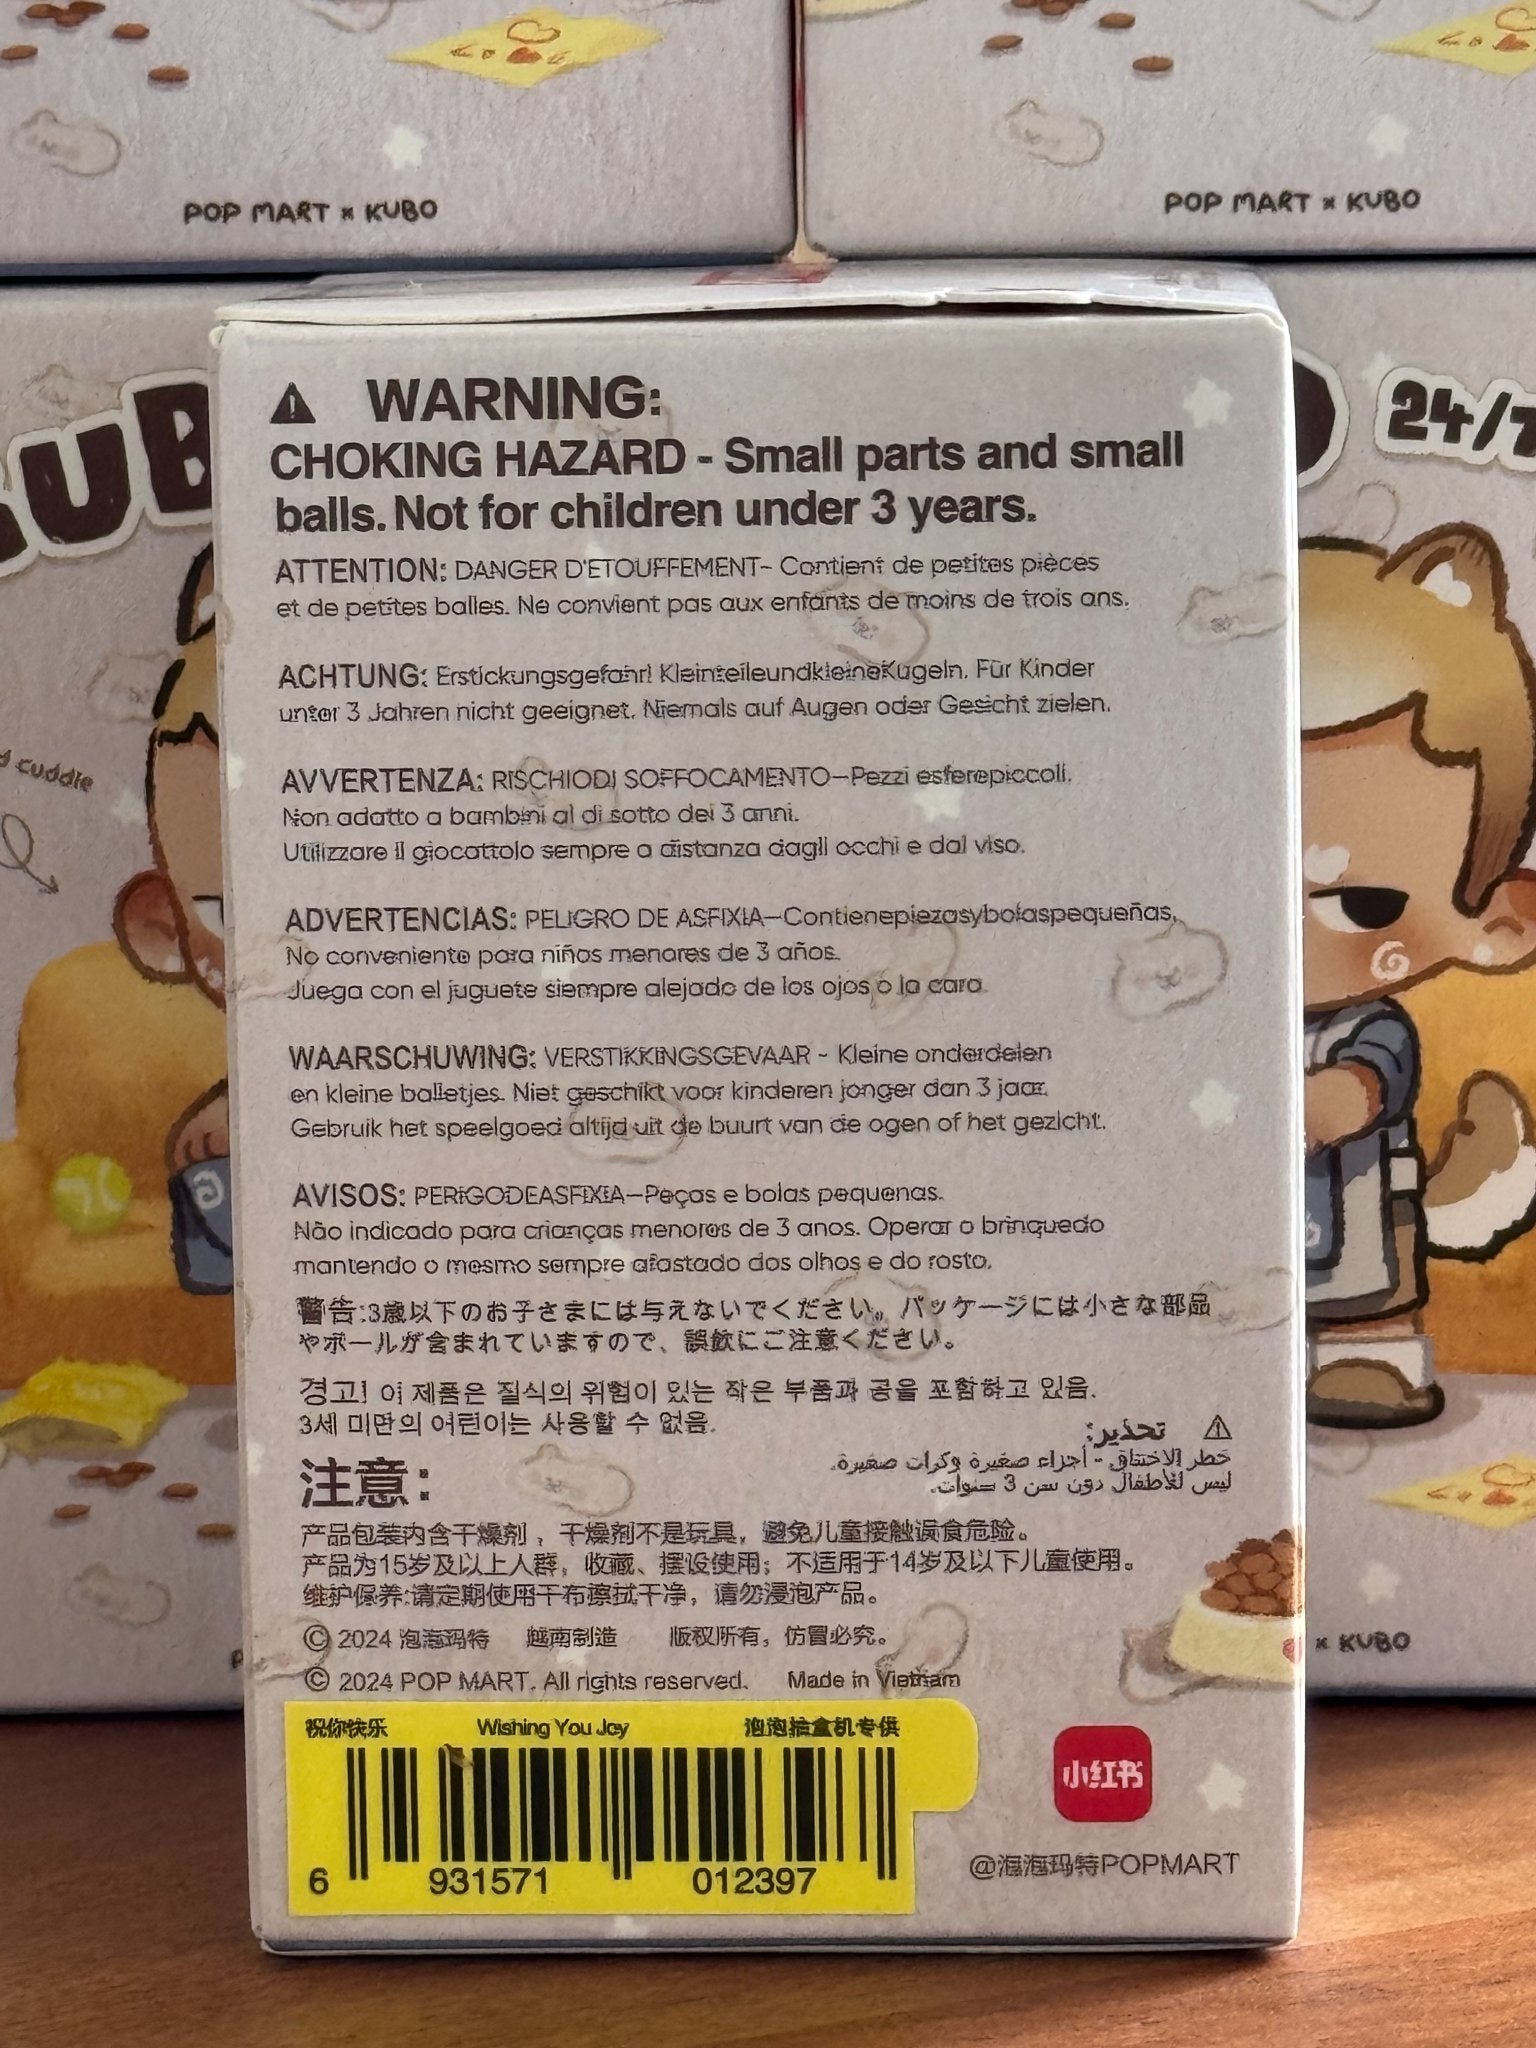 POP MART × KUBO
POP MART × KUBO
24/7
d cuddle
WARNING:
CHOKING HAZARD - Small parts and small
balls. Not for children under 3 years.
ATTENTION: DANGER D'ETOUFFEMENT- Contient de petites pièces
et de petites balles. Ne convient pas aux enfants de moins de trois ans.
ACHTUNG: Erstickungsgefahr! KleinteileundkleineKugeln. Für Kinder
unter 3 Jahren nicht geeignet. Niemals auf Augen oder Gesicht zielen.
AVVERTENZA: RISCHIODI SOFFOCAMENTO—Pezzi esferepiccoli.
Non adatto a bambini al di sotto dei 3 anni.
Utilizzare il giocattolo sempre a distanza dagli occhi e dal viso.
ADVERTENCIAS: PELIGRO DE ASFIXIA—Contienepiezasybolaspequeñas.
No conveniente para niños menores de 3 años.
Juega con el juguete siempre alejado de los ojos o la cara
WAARSCHUWING: VERSTIKKINGSGEVAAR - Kleine onderdelen
en kleine balletjes. Niet geschikt voor kinderen jonger dan 3 jaar.
Gebruik het speelgoed altijd uit de buurt van de ogen of het gezicht.
AVISOS: PERIGODEASFIXIA—Peças e bolas pequenas.
Não indicado para crianças menores de 3 anos. Operar o brinquedo
mantendo o mesmo sempre afastado dos olhos e do rosto.
警告:3歳以下のお子さまには与えないでください。パッケージには小さな部品
やボールが含まれていますので、誤飲にご注意ください。
경고! 이 제품은 질식의 위험이 있는 작은 부품과 공을 포함하고 있음.
3세 미만의 어린이는 사용할 수 없음.
تحذير:
خطر الاختناق - أجزاء صغيرة وكرات صغيرة.
ليس للأطفال دون سن 3 سنوات.
注意：
产品包装内含干燥剂，干燥剂不是玩具，避免儿童接触误食危险。
产品为15岁及以上人群，收藏、摆设使用；不适用于14岁及以下儿童使用。
维护保养:请定期使用干布擦拭干净，请勿浸泡产品。
© 2024 泡泡玛特 越南制造 版权所有，仿冒必究。
© 2024 POP MART. All rights reserved. Made in Vietnam
祝你快乐 Wishing You Joy 泡泡抽盒机专供
6 931571 012397
小红书
@泡泡玛特POPMART
× KUBO